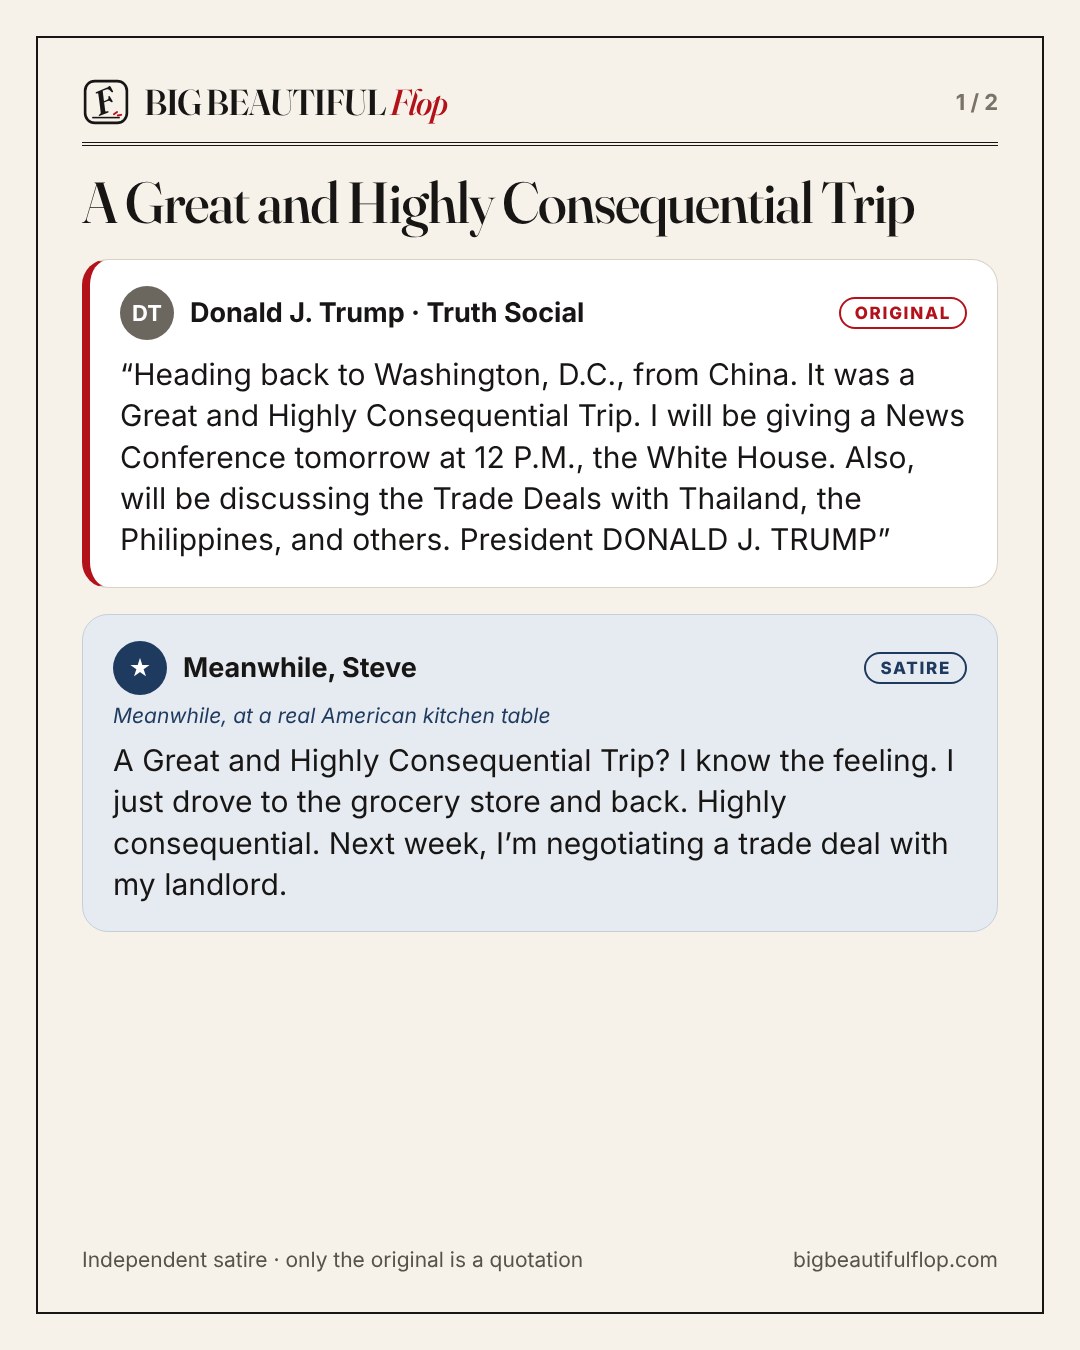 F
BIG BEAUTIFUL Flop
1 / 2
A Great and Highly Consequential Trip
DT
Donald J. Trump · Truth Social
ORIGINAL
“Heading back to Washington, D.C., from China. It was a
Great and Highly Consequential Trip. I will be giving a News
Conference tomorrow at 12 P.M., the White House. Also,
will be discussing the Trade Deals with Thailand, the
Philippines, and others. President DONALD J. TRUMP”
Meanwhile, Steve
SATIRE
Meanwhile, at a real American kitchen table
A Great and Highly Consequential Trip? I know the feeling. I
just drove to the grocery store and back. Highly
consequential. Next week, I’m negotiating a trade deal with
my landlord.
Independent satire · only the original is a quotation
bigbeautifulflop.com